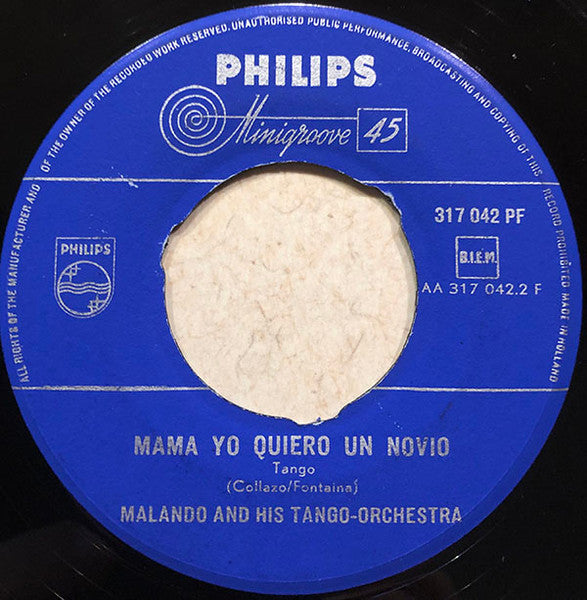 ALL RIGHTS OF THE MANUFACTURER AND OF THE OWNER OF THE RECORDED WORK RESERVED. UNAUTHORISED PUBLIC PERFORMANCE, BROADCASTING AND COPYING OF THIS RECORD PROHIBITED MADE IN HOLLAND
PHILIPS
Minigroove 45
317 042 PF
PHILIPS
B.I.E.M.
AA 317 042.2 F
MAMA YO QUIERO UN NOVIO
Tango
(Collazo/Fontaina)
MALANDO AND HIS TANGO-ORCHESTRA